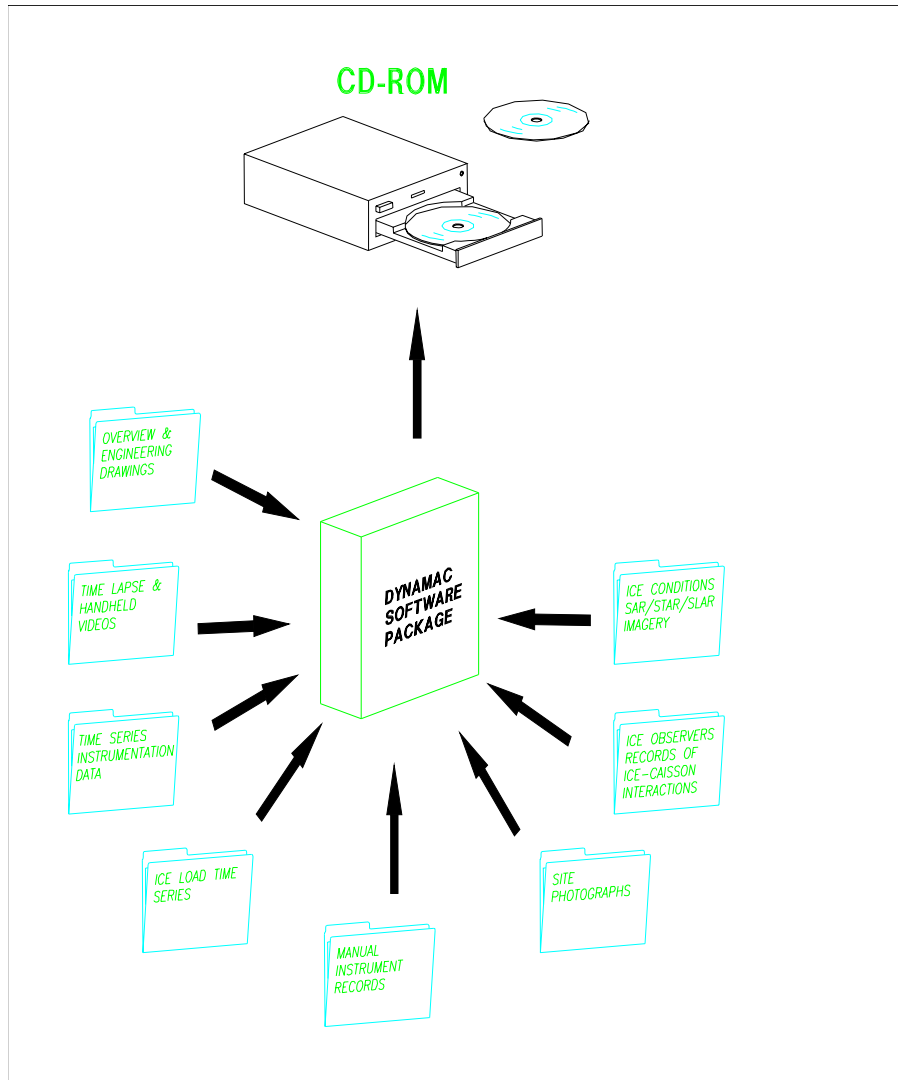 CD-ROM
OVERVIEW &
ENGINEERING
DRAWINGS
TIME LAPSE &
HANDHELD
VIDEOS
TIME SERIES
INSTRUMENTATION
DATA
ICE LOAD TIME
SERIES
MANUAL
INSTRUMENT
RECORDS
SITE
PHOTOGRAPHS
ICE OBSERVERS
RECORDS OF
ICE-CAISSON
INTERACTIONS
ICE CONDITIONS
SAR/STAR/SLAR
IMAGERY
DYNAMAC
SOFTWARE
PACKAGE